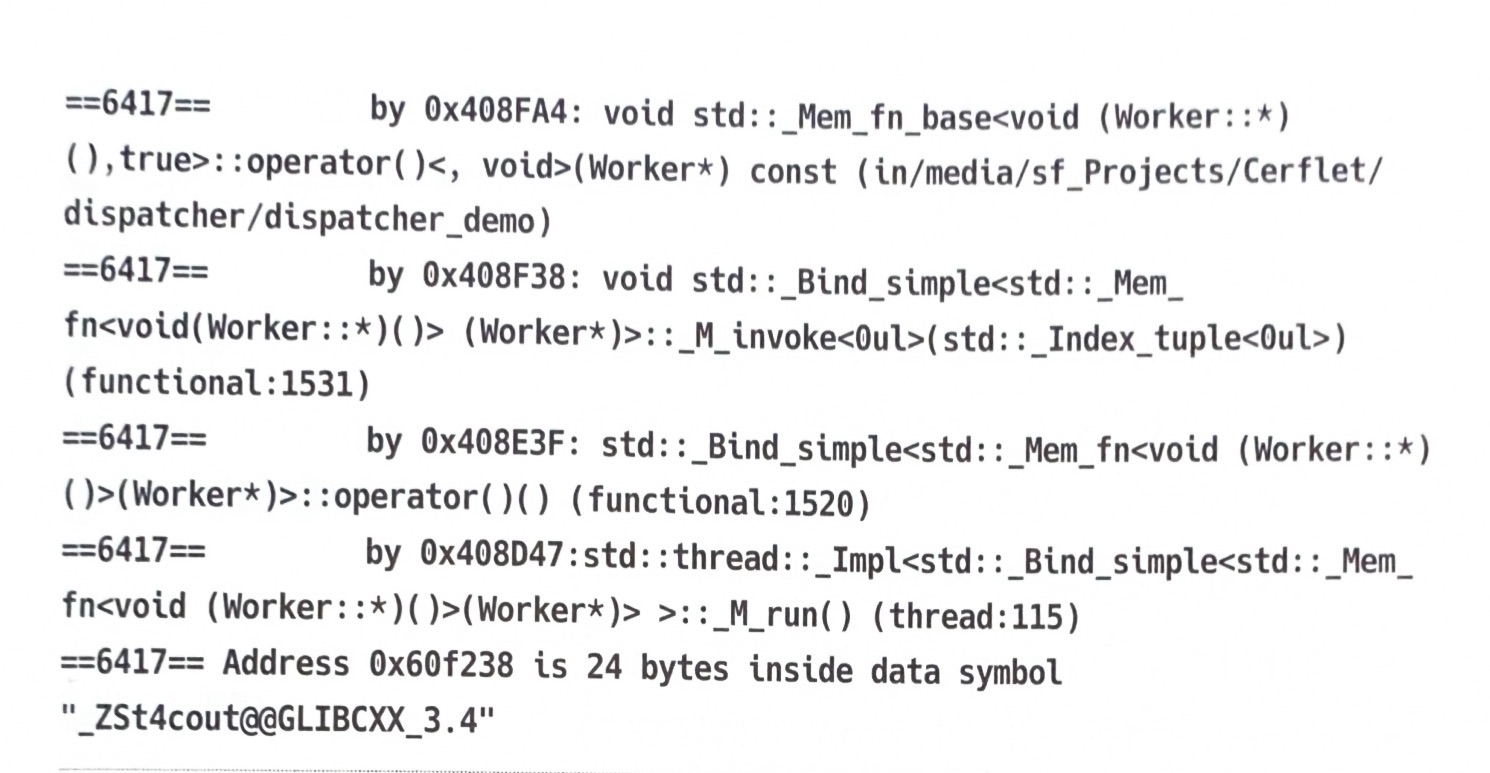 ==6417==         by 0x408FA4: void std::_Mem_fn_base<void (Worker::*)
(),true>::operator()<, void>(Worker*) const (in/media/sf_Projects/Cerflet/
dispatcher/dispatcher_demo)
==6417==         by 0x408F38: void std::_Bind_simple<std::_Mem_
fn<void(Worker::*)()> (Worker*)>::_M_invoke<0ul>(std::_Index_tuple<0ul>)
(functional:1531)
==6417==         by 0x408E3F: std::_Bind_simple<std::_Mem_fn<void (Worker::*)
()>(Worker*)>::operator()() (functional:1520)
==6417==         by 0x408D47:std::thread::_Impl<std::_Bind_simple<std::_Mem_
fn<void (Worker::*)()>(Worker*)> >::_M_run() (thread:115)
==6417== Address 0x60f238 is 24 bytes inside data symbol
"_ZSt4cout@@GLIBCXX_3.4"